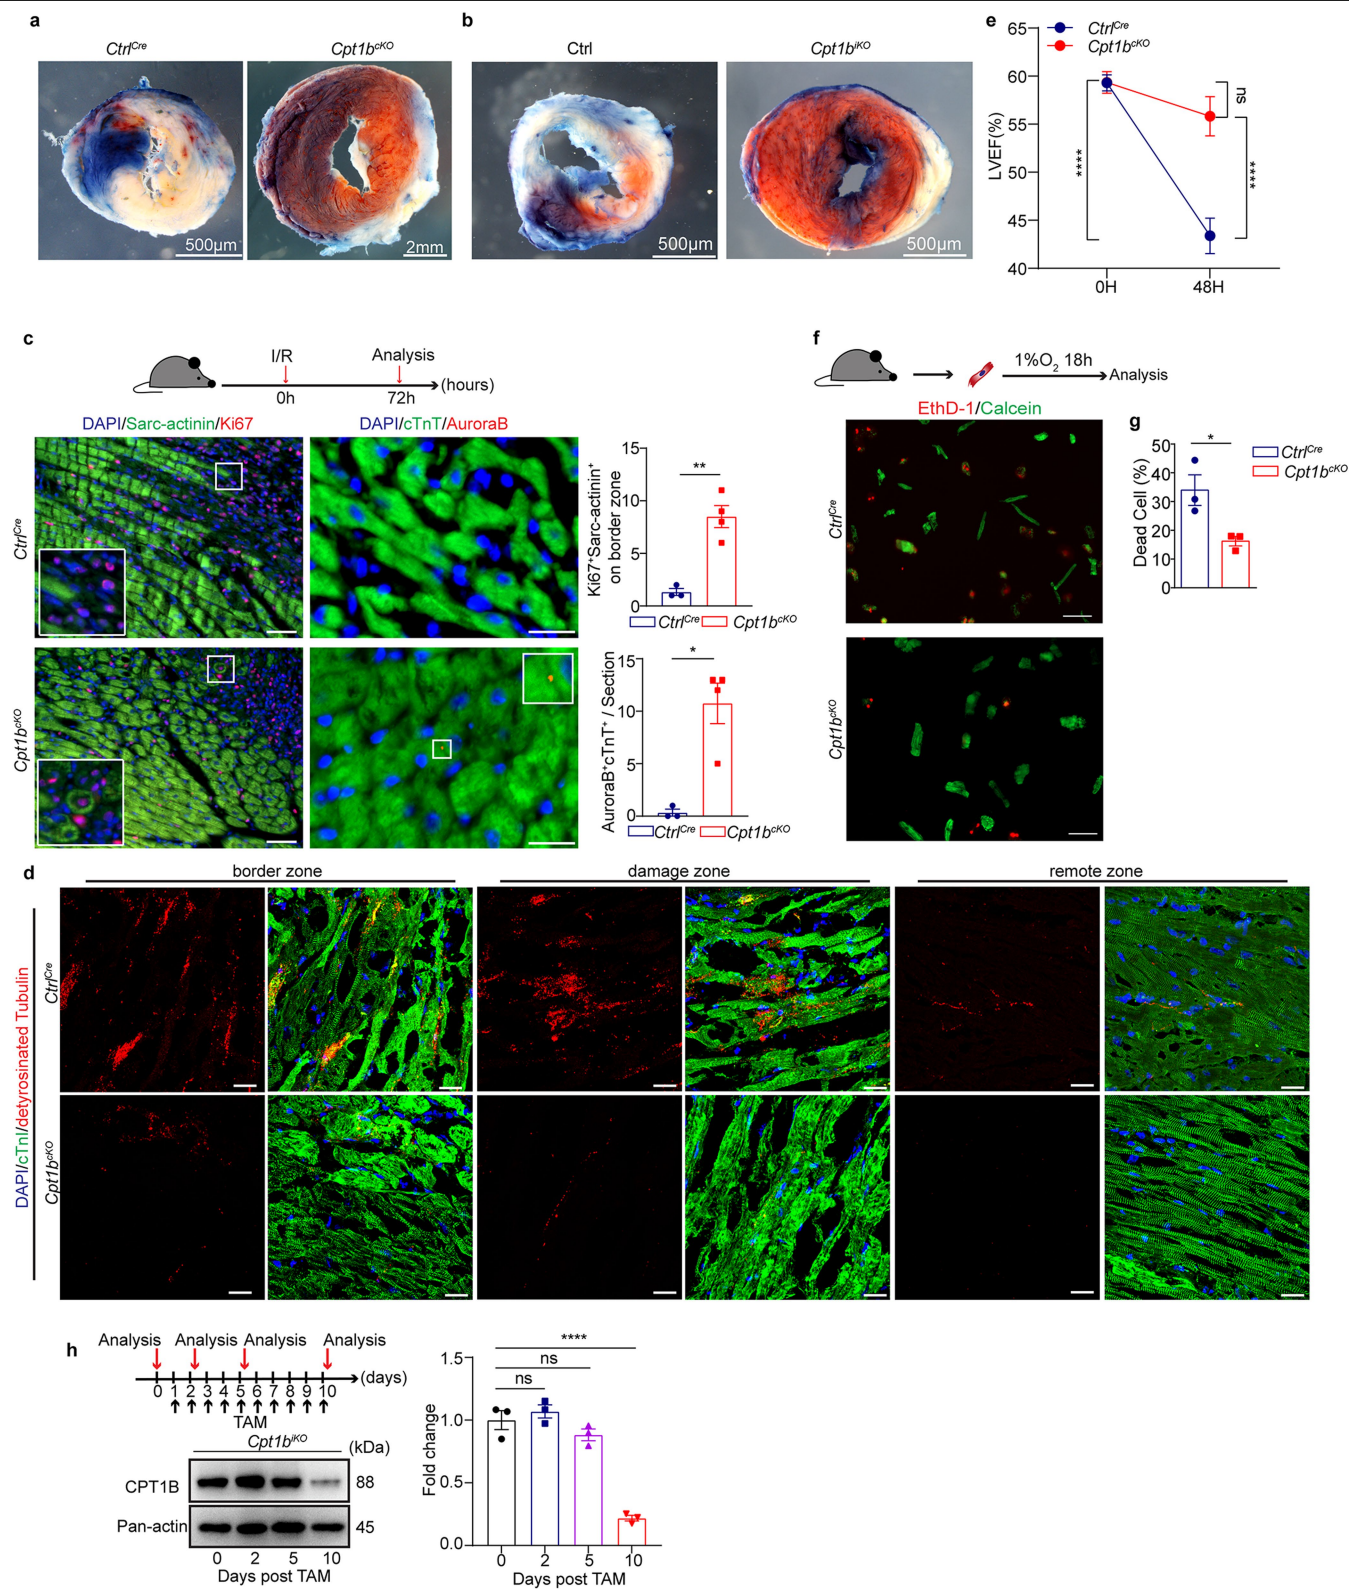 a
Ctrl^Cre
Cpt1b^cKO
500μm
2mm
b
Ctrl
Cpt1b^iKO
500μm
500μm
e
Ctrl^Cre
Cpt1b^cKO
LVEF(%)
65
60
55
50
45
40
0H
48H
ns
****
****
c
I/R
Analysis
0h
72h
(hours)
DAPI/Sarc-actinin/Ki67
DAPI/cTnT/AuroraB
Ctrl^Cre
Cpt1b^cKO
Ki67⁺Sarc-actinin⁺
on border zone
15
10
5
0
**
Ctrl^Cre
Cpt1b^cKO
AuroraB⁺cTnT⁺ / Section
15
10
5
0
*
Ctrl^Cre
Cpt1b^cKO
f
1%O₂ 18h
Analysis
EthD-1/Calcein
Ctrl^Cre
Cpt1b^cKO
g
Dead Cell (%)
50
40
30
20
10
0
*
Ctrl^Cre
Cpt1b^cKO
d
border zone
damage zone
remote zone
DAPI/cTnI/detyrosinated Tubulin
Ctrl^Cre
Cpt1b^cKO
h
Analysis Analysis Analysis Analysis
(days)
0 1 2 3 4 5 6 7 8 9 10
TAM
Cpt1b^iKO
(kDa)
CPT1B
88
Pan-actin
45
0 2 5 10
Days post TAM
Fold change
1.5
1.0
0.5
0.0
****
ns
ns
0 2 5 10
Days post TAM